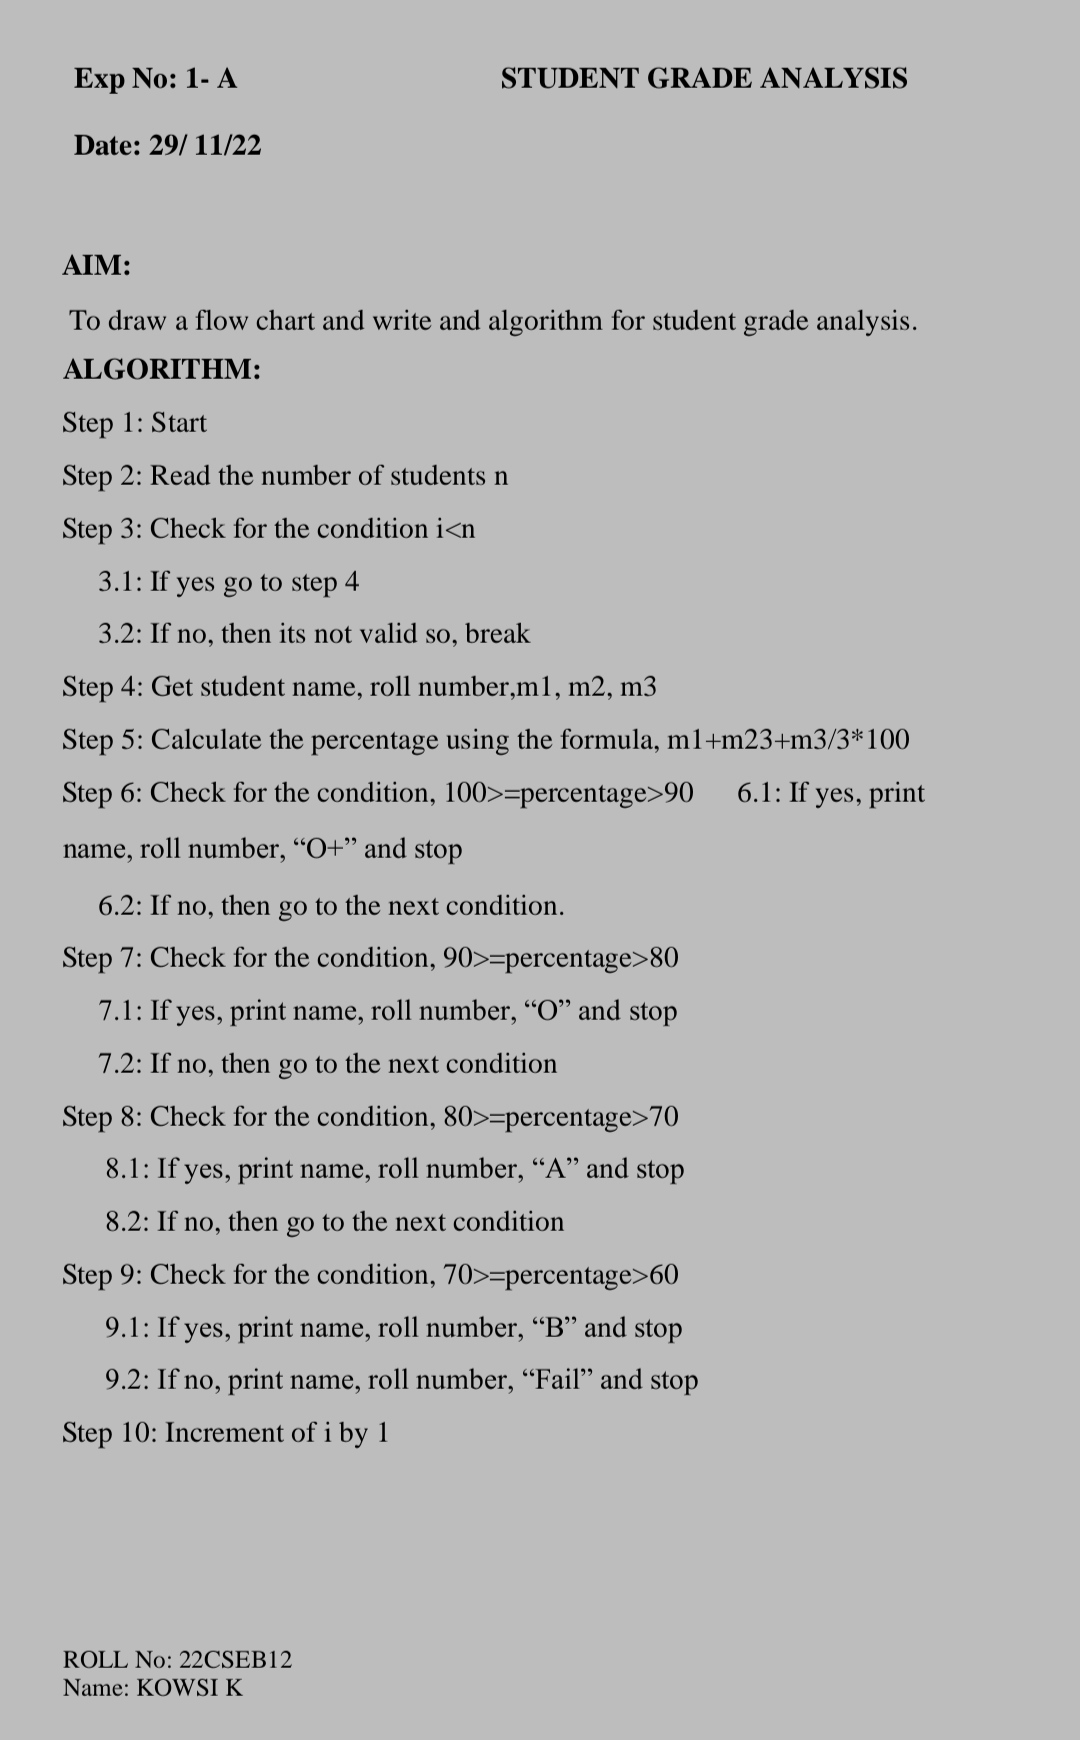 Exp No: 1- A STUDENT GRADE ANALYSIS
Date: 29/ 11/22
AIM:
To draw a flow chart and write and algorithm for student grade analysis.
ALGORITHM:
Step 1: Start
Step 2: Read the number of students n
Step 3: Check for the condition i<n
3.1: If yes go to step 4
3.2: If no, then its not valid so, break
Step 4: Get student name, roll number,m1, m2, m3
Step 5: Calculate the percentage using the formula, m1+m23+m3/3*100
Step 6: Check for the condition, 100>=percentage>90 6.1: If yes, print
name, roll number, “O+” and stop
6.2: If no, then go to the next condition.
Step 7: Check for the condition, 90>=percentage>80
7.1: If yes, print name, roll number, “O” and stop
7.2: If no, then go to the next condition
Step 8: Check for the condition, 80>=percentage>70
8.1: If yes, print name, roll number, “A” and stop
8.2: If no, then go to the next condition
Step 9: Check for the condition, 70>=percentage>60
9.1: If yes, print name, roll number, “B” and stop
9.2: If no, print name, roll number, “Fail” and stop
Step 10: Increment of i by 1
ROLL No: 22CSEB12
Name: KOWSI K